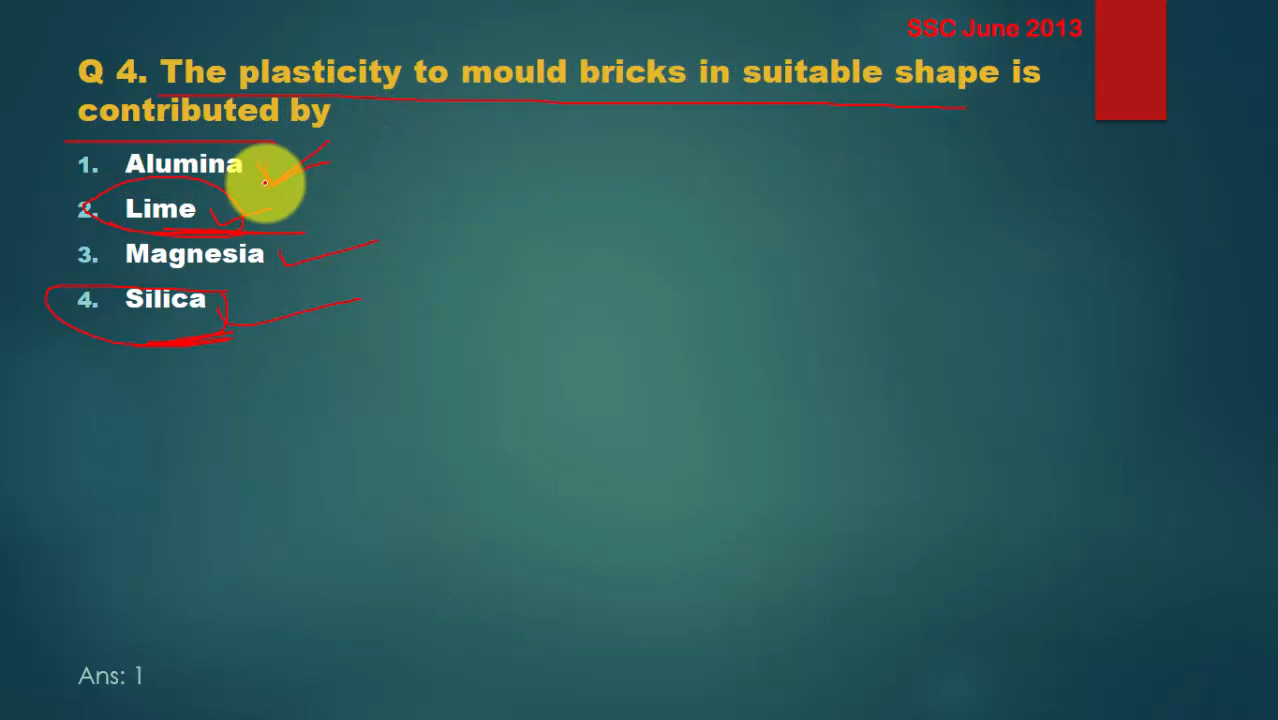 SSC June 2013
Q 4. The plasticity to mould bricks in suitable shape is
contributed by
1. Alumina
2. Lime
3. Magnesia
4. Silica
Ans: 1